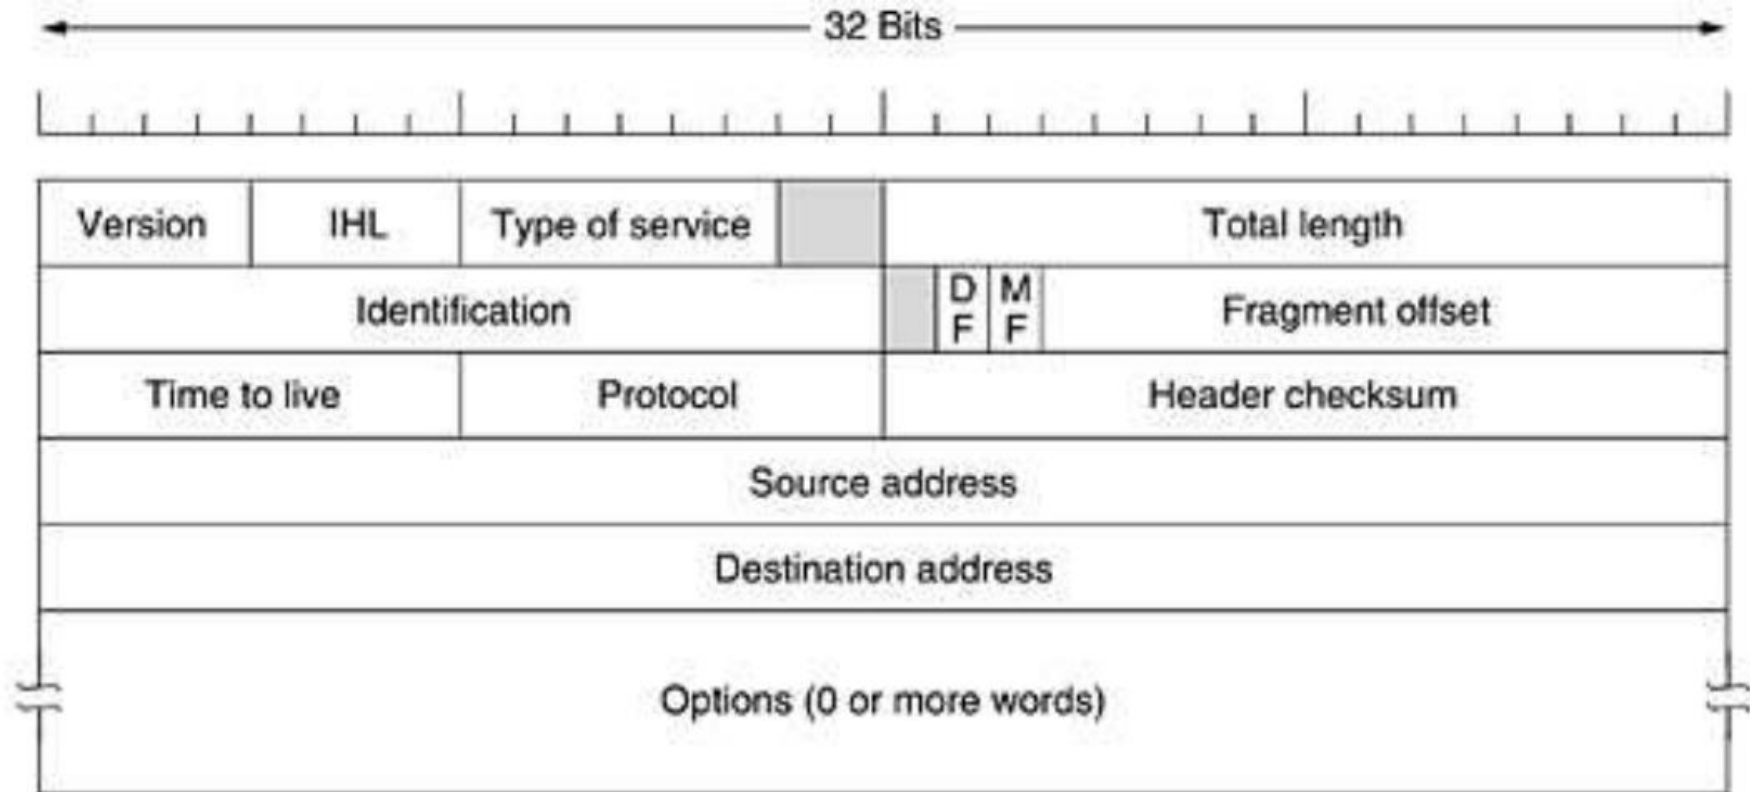 32 Bits
Version IHL Type of service Total length
Identification D F M F Fragment offset
Time to live Protocol Header checksum
Source address
Destination address
Options (0 or more words)